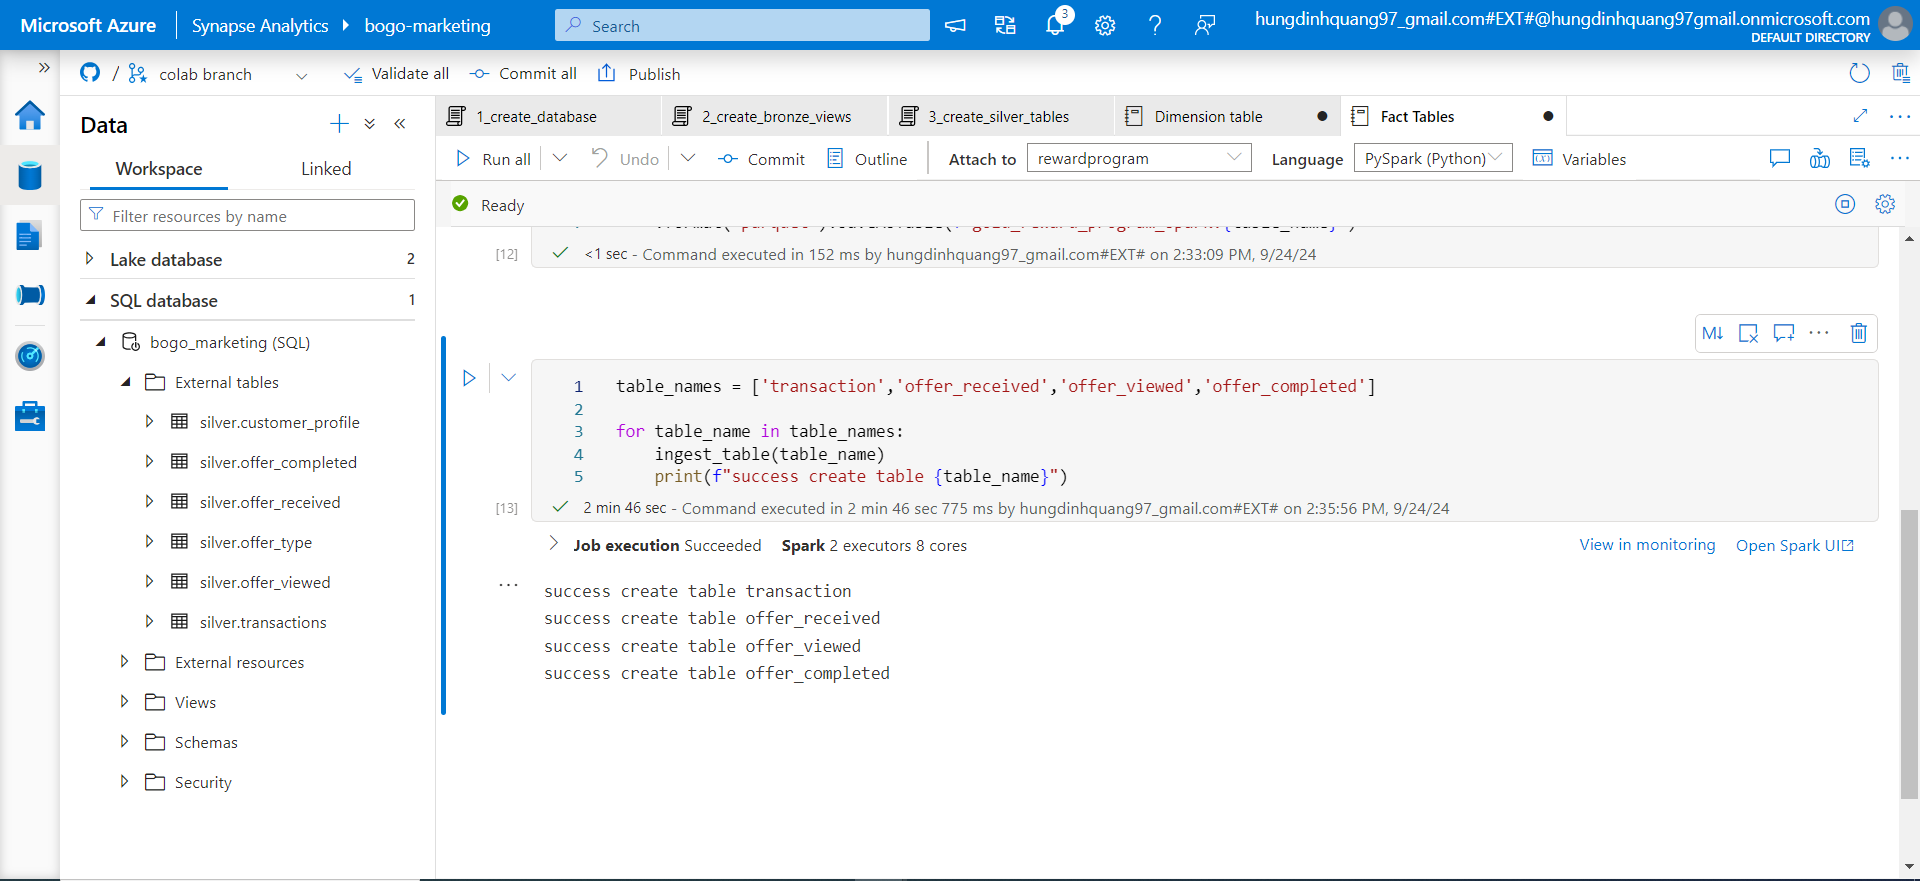 Microsoft Azure
Synapse Analytics
bogo-marketing
Search
3
hungdinhquang97_gmail.com#EXT#@hungdinhquang97gmail.onmicrosoft.com
DEFAULT DIRECTORY
/ colab branch
Validate all
Commit all
Publish
Data
Workspace
Linked
Filter resources by name
Lake database 2
SQL database 1
bogo_marketing (SQL)
External tables
silver.customer_profile
silver.offer_completed
silver.offer_received
silver.offer_type
silver.offer_viewed
silver.transactions
External resources
Views
Schemas
Security
1_create_database
2_create_bronze_views
3_create_silver_tables
Dimension table
Fact Tables
Run all
Undo
Commit
Outline
Attach to
rewardprogram
Language
PySpark (Python)
Variables
Ready
[12] <1 sec - Command executed in 152 ms by hungdinhquang97_gmail.com#EXT# on 2:33:09 PM, 9/24/24
M↓
1 table_names = ['transaction','offer_received','offer_viewed','offer_completed']
2
3 for table_name in table_names:
4 ingest_table(table_name)
5 print(f"success create table {table_name}")
[13] 2 min 46 sec - Command executed in 2 min 46 sec 775 ms by hungdinhquang97_gmail.com#EXT# on 2:35:56 PM, 9/24/24
Job execution Succeeded Spark 2 executors 8 cores
View in monitoring
Open Spark UI
success create table transaction
success create table offer_received
success create table offer_viewed
success create table offer_completed